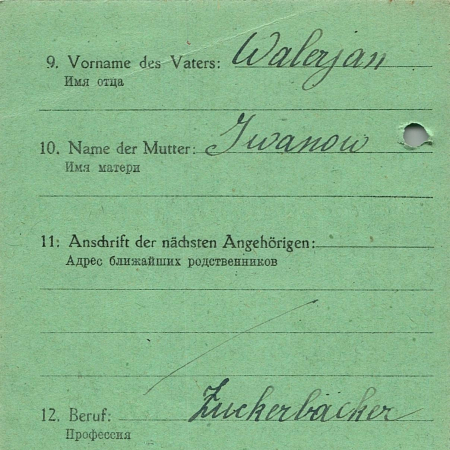 9. Vorname des Vaters: Walerjan
Имя отца
10. Name der Mutter: Iwanow
Имя матери
11. Anschrift der nächsten Angehörigen:
Адрес ближайших родственников
12. Beruf: Zuckerbäcker
Профессия